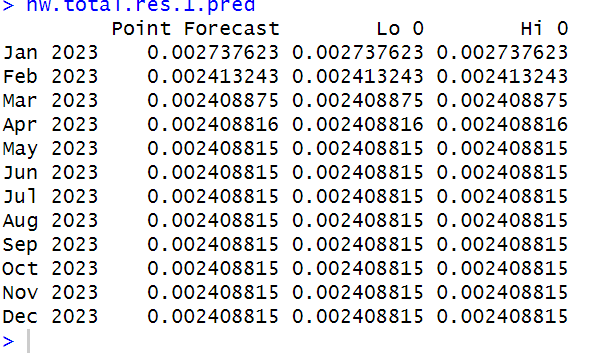 > hw.total.res.1.pred
Point Forecast Lo 0 Hi 0
Jan 2023 0.002737623 0.002737623 0.002737623
Feb 2023 0.002413243 0.002413243 0.002413243
Mar 2023 0.002408875 0.002408875 0.002408875
Apr 2023 0.002408816 0.002408816 0.002408816
May 2023 0.002408815 0.002408815 0.002408815
Jun 2023 0.002408815 0.002408815 0.002408815
Jul 2023 0.002408815 0.002408815 0.002408815
Aug 2023 0.002408815 0.002408815 0.002408815
Sep 2023 0.002408815 0.002408815 0.002408815
Oct 2023 0.002408815 0.002408815 0.002408815
Nov 2023 0.002408815 0.002408815 0.002408815
Dec 2023 0.002408815 0.002408815 0.002408815
>